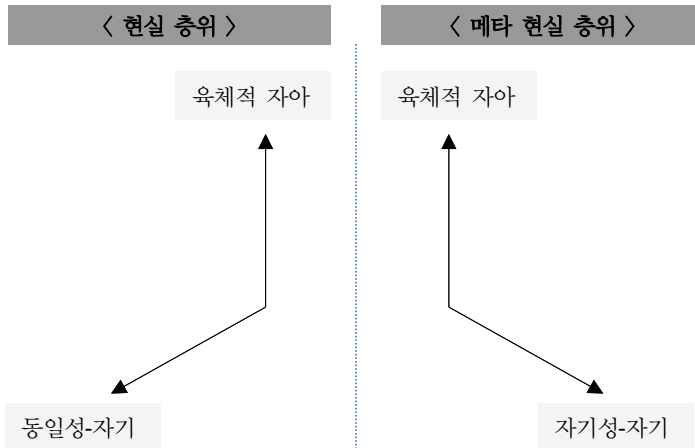 < 현실 층위 >
< 메타 현실 층위 >
육체적 자아
육체적 자아
동일성-자기
자기성-자기